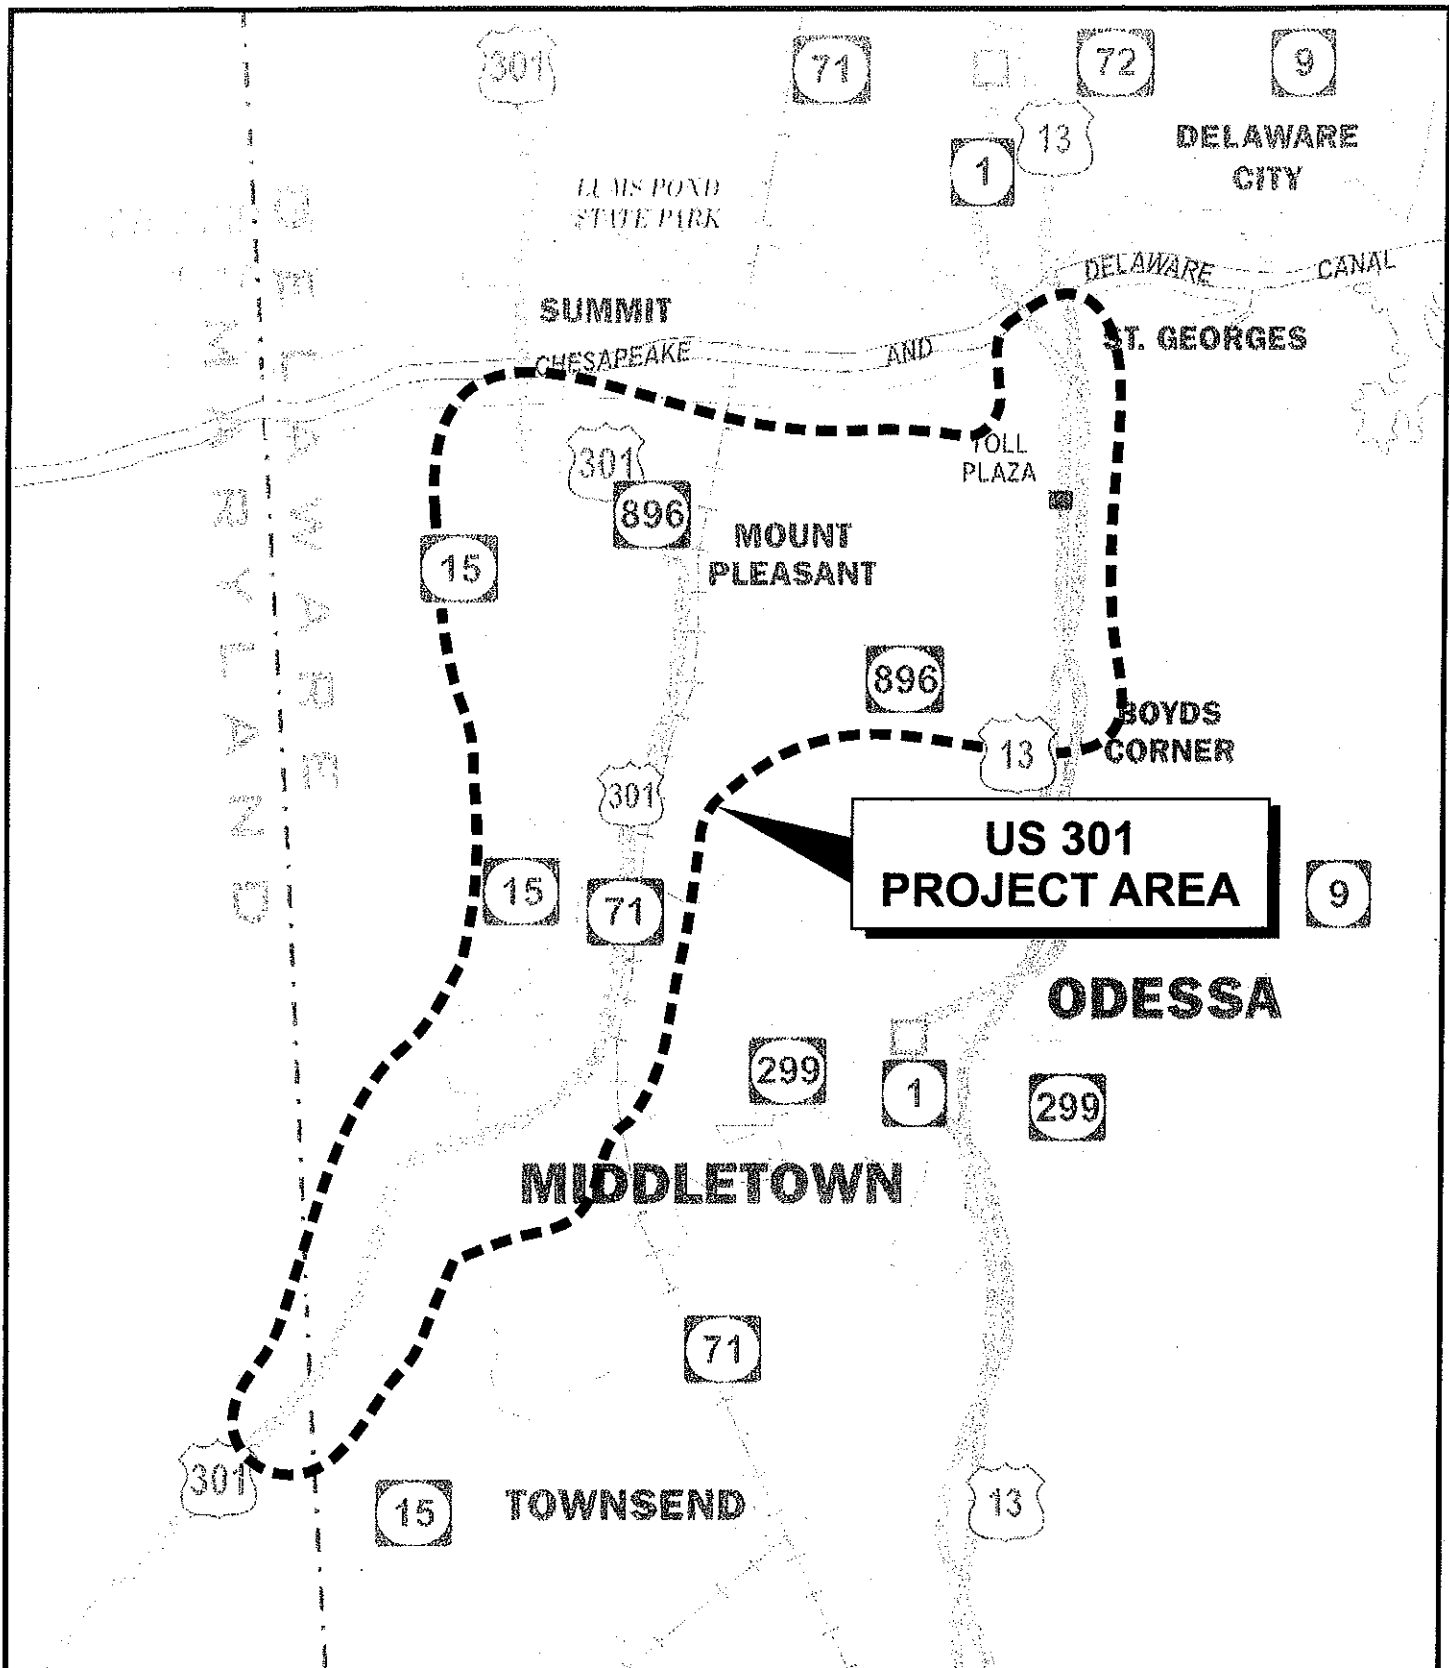 301
71
72
9
13
1
DELAWARE
CITY
LUMS POND
STATE PARK
DELAWARE
CANAL
SUMMIT
CHESAPEAKE
AND
ST. GEORGES
TOLL
PLAZA
301
896
MOUNT
PLEASANT
15
MARYLAND
DELAWARE
896
BOYDS
CORNER
13
301
US 301
PROJECT AREA
15
71
9
ODESSA
299
1
299
MIDDLETOWN
71
301
15
TOWNSEND
13